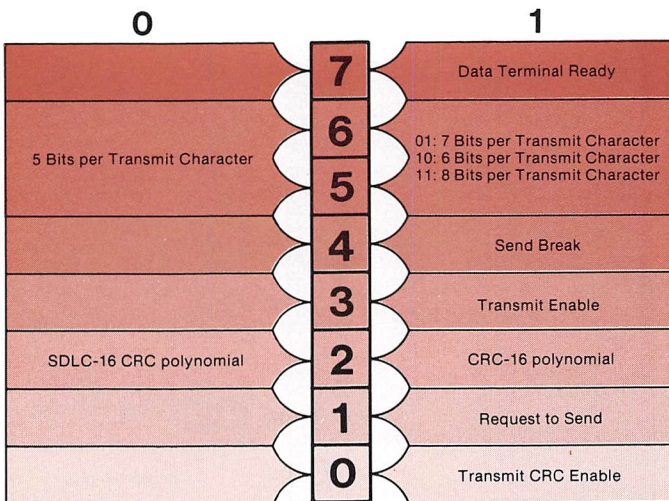 0
1
7
Data Terminal Ready
6
5 Bits per Transmit Character
01: 7 Bits per Transmit Character
10: 6 Bits per Transmit Character
11: 8 Bits per Transmit Character
5
4
Send Break
3
Transmit Enable
SDLC-16 CRC polynomial
2
CRC-16 polynomial
1
Request to Send
0
Transmit CRC Enable